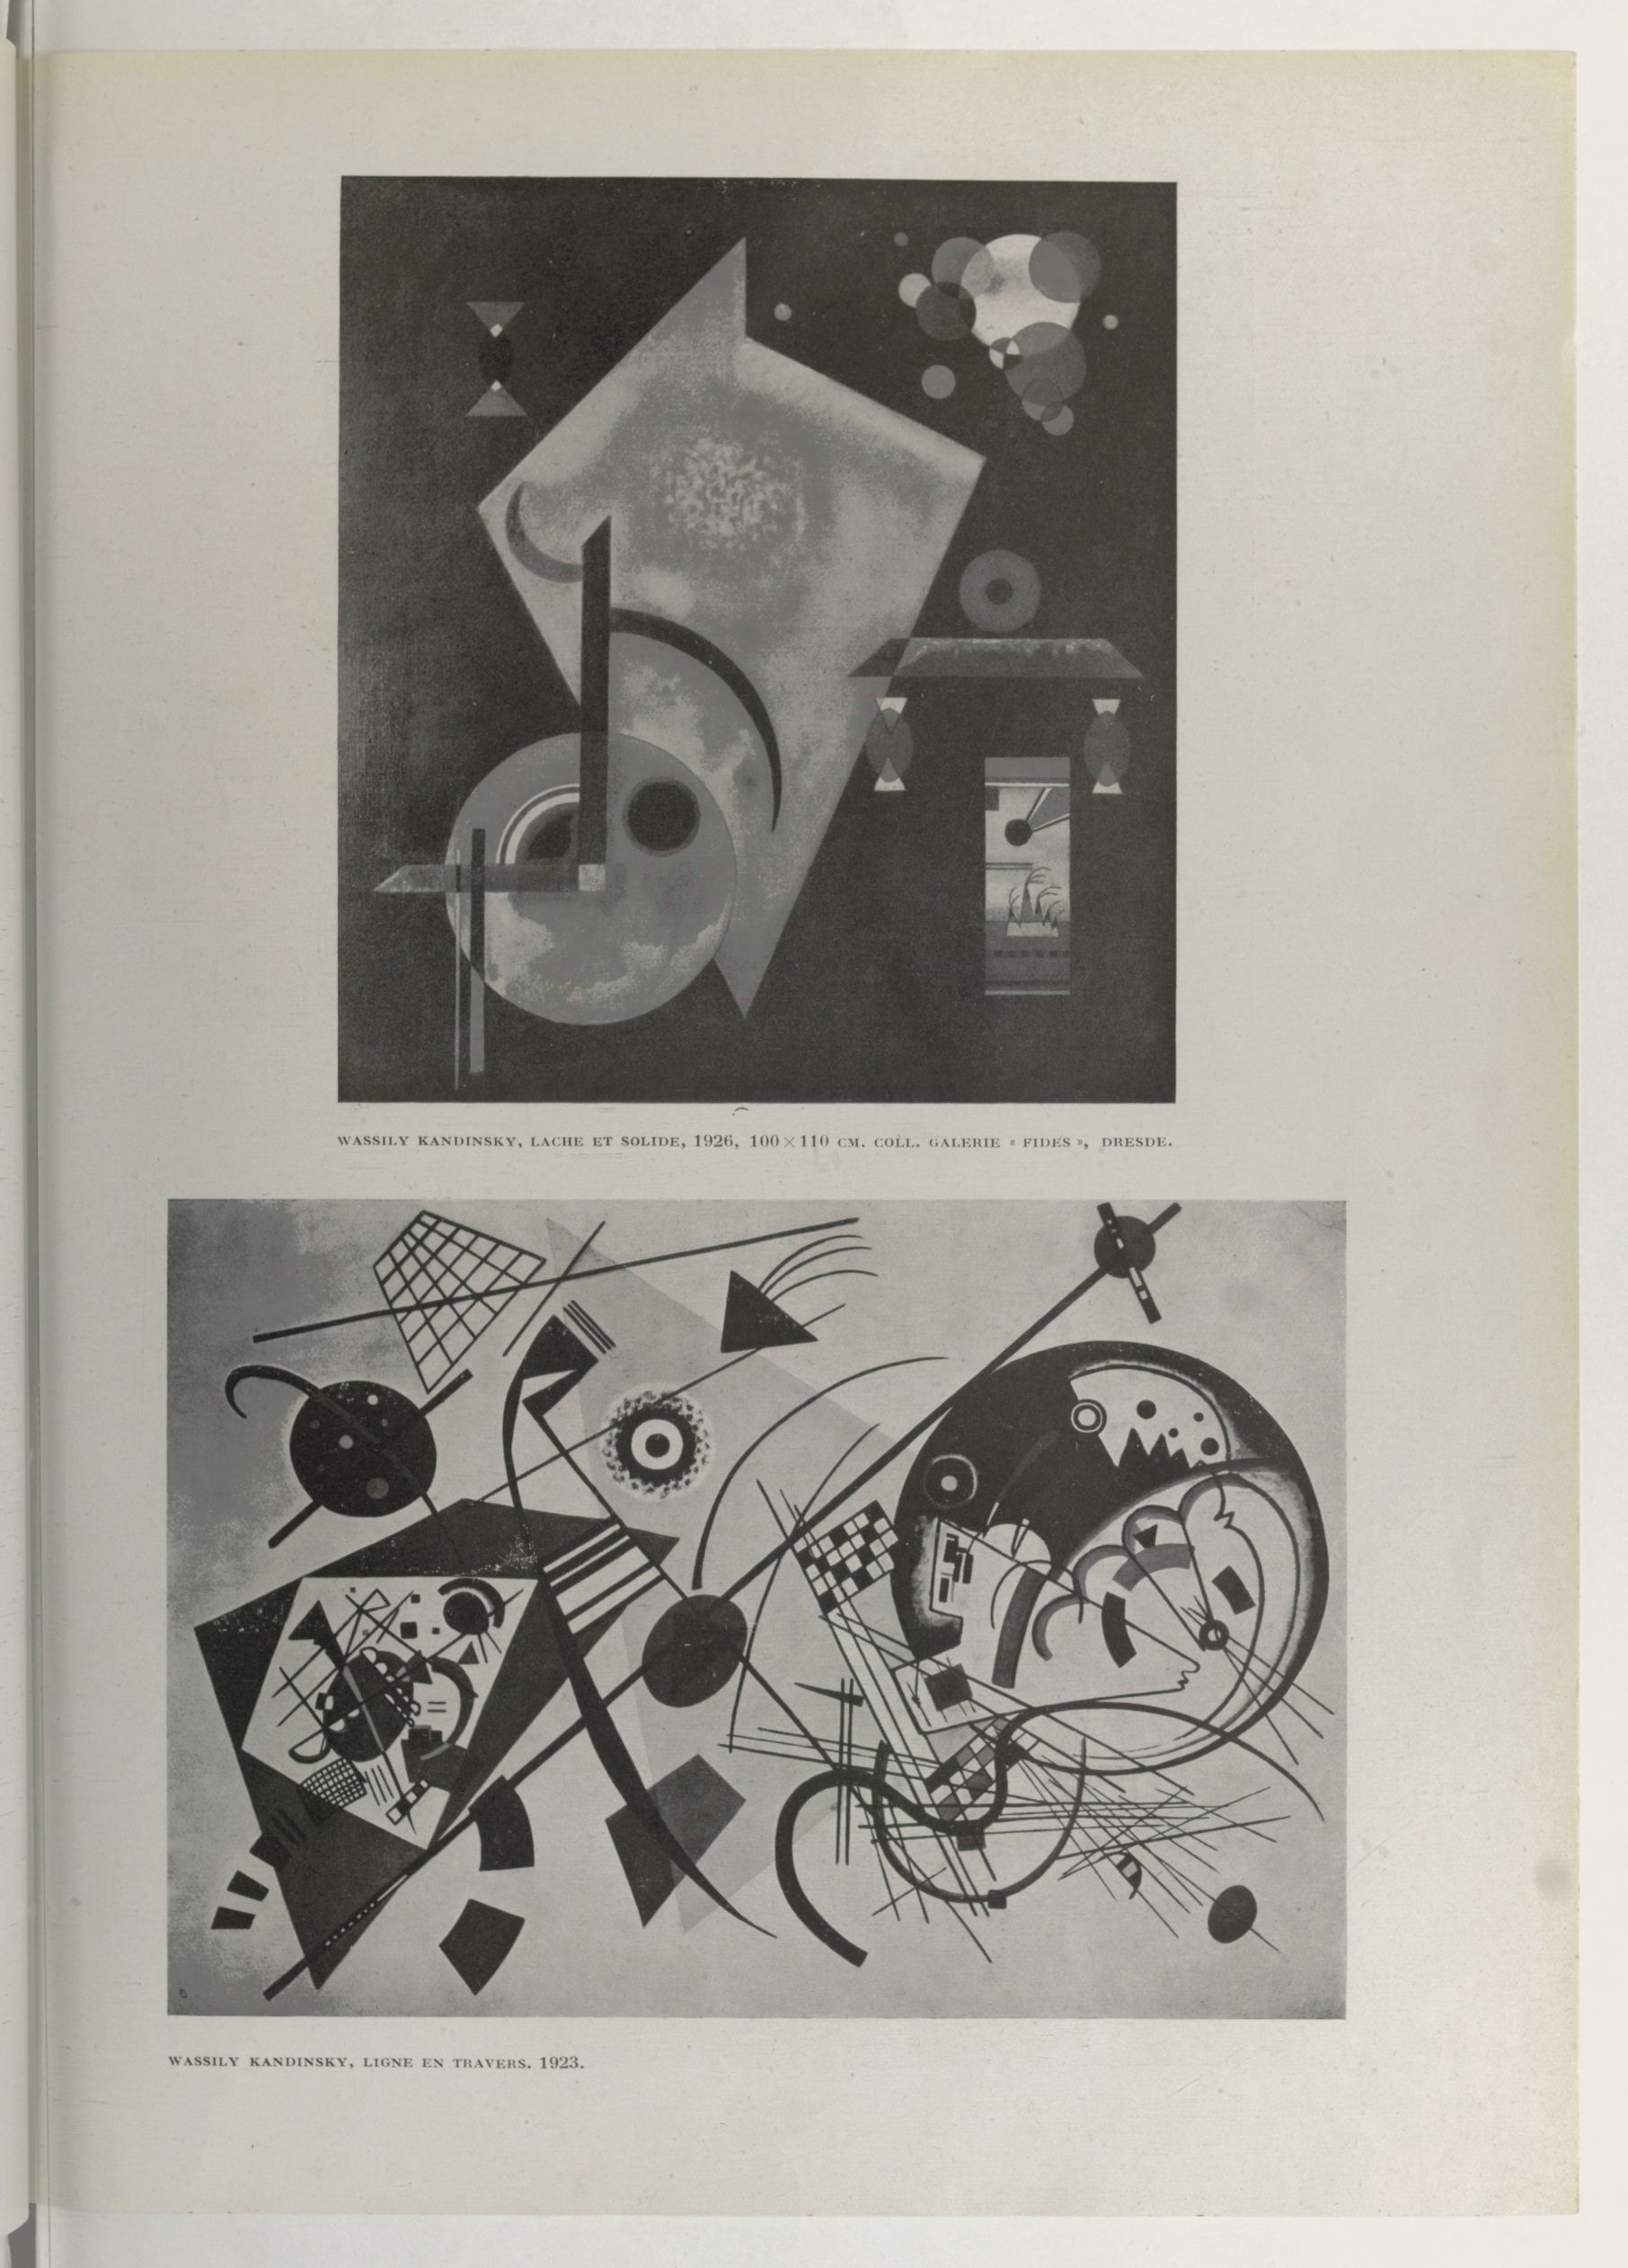 WASSILY KANDINSKY, LACHE ET SOLIDE, 1926, 100×110 CM. COLL. GALERIE « FIDES », DRESDE.
WASSILY KANDINSKY, LIGNE EN TRAVERS. 1923.